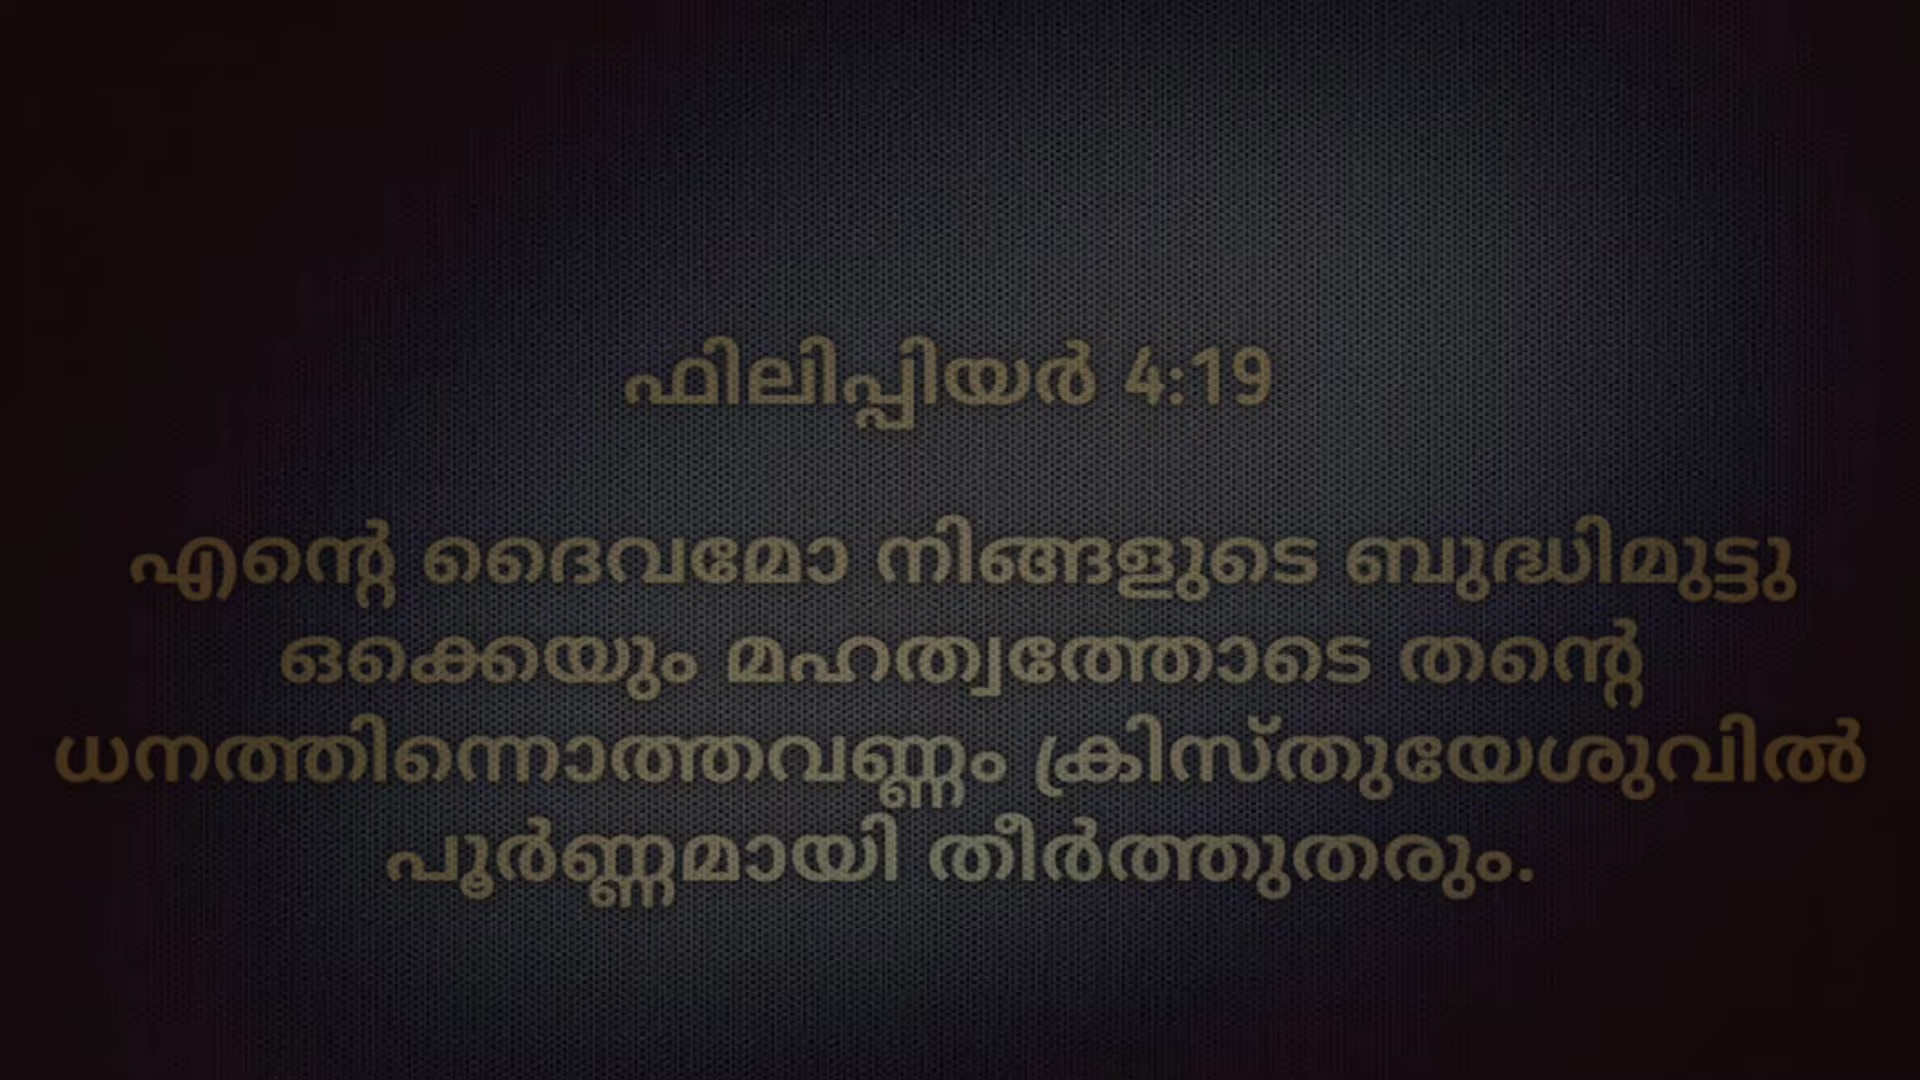 ഫിലിപ്പിയർ 4:19
എന്റെ ദൈവമോ നിങ്ങളുടെ ബുദ്ധിമുട്ടു
ഒക്കെയും മഹത്വത്തോടെ തന്റെ
ധനത്തിന്നൊത്തവണ്ണം ക്രിസ്തുയേശുവിൽ
പൂർണ്ണമായി തീർത്തുതരും.